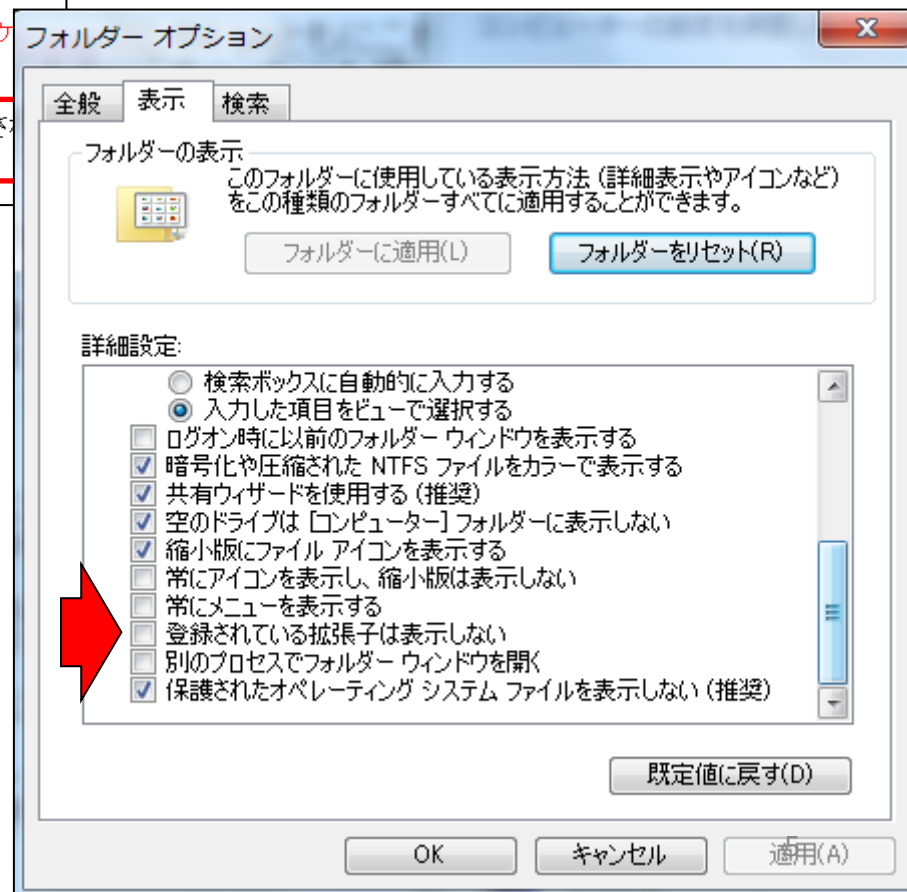 フォルダー オプション
全般
表示
検索
フォルダーの表示
このフォルダーに使用している表示方法 (詳細表示やアイコンなど)
をこの種類のフォルダーすべてに適用することができます。
フォルダーに適用(L)
フォルダーをリセット(R)
詳細設定:
検索ボックスに自動的に入力する
入力した項目をビューで選択する
ログオン時に以前のフォルダー ウィンドウを表示する
暗号化や圧縮された NTFS ファイルをカラーで表示する
共有ウィザードを使用する (推奨)
空のドライブは [コンピューター] フォルダーに表示しない
縮小版にファイル アイコンを表示する
常にアイコンを表示し、縮小版は表示しない
常にメニューを表示する
登録されている拡張子は表示しない
別のプロセスでフォルダー ウィンドウを開く
保護されたオペレーティング システム ファイルを表示しない (推奨)
既定値に戻す(D)
OK
キャンセル
適用(A)
5